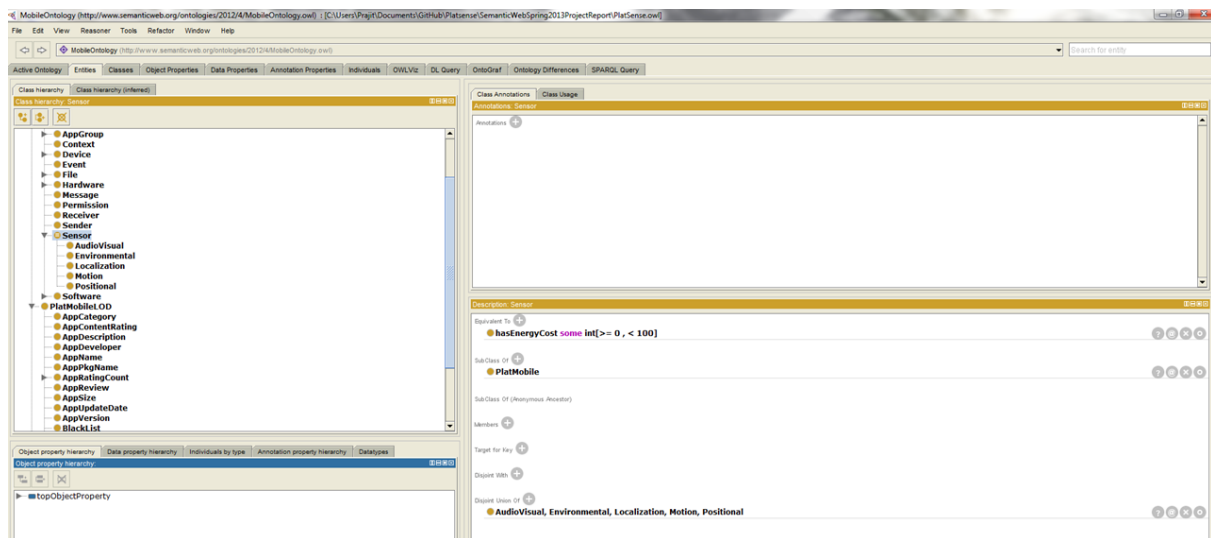 MobileOntology (http://www.semanticweb.org/ontologies/2012/4/MobileOntology.owl) : [C:\Users\Prajit\Documents\GitHub\Platsense\SemanticWebSpring2013ProjectReport\PlatSense.owl]
File Edit View Reasoner Tools Refactor Window Help
MobileOntology (http://www.semanticweb.org/ontologies/2012/4/MobileOntology.owl)
Search for entity
Active Ontology Entities Classes Object Properties Data Properties Annotation Properties Individuals OWLViz DL Query OntoGraf Ontology Differences SPARQL Query
Class hierarchy Class hierarchy (inferred)
Class hierarchy: Sensor
AppGroup
Context
Device
Event
File
Hardware
Message
Permission
Receiver
Sender
Sensor
AudioVisual
Environmental
Localization
Motion
Positional
Software
PlatMobileLOD
AppCategory
AppContentRating
AppDescription
AppDeveloper
AppName
AppPkgName
AppRatingCount
AppReview
AppSize
AppUpdateDate
AppVersion
BlackList
Object property hierarchy Data property hierarchy Individuals by type Annotation property hierarchy Datatypes
Object property hierarchy:
topObjectProperty
Class Annotations Class Usage
Annotations: Sensor
Annotations
Description: Sensor
Equivalent To
hasEnergyCost some int[>= 0 , < 100]
SubClass Of
PlatMobile
SubClass Of (Anonymous Ancestor)
Members
Target for Key
Disjoint With
Disjoint Union Of
AudioVisual, Environmental, Localization, Motion, Positional